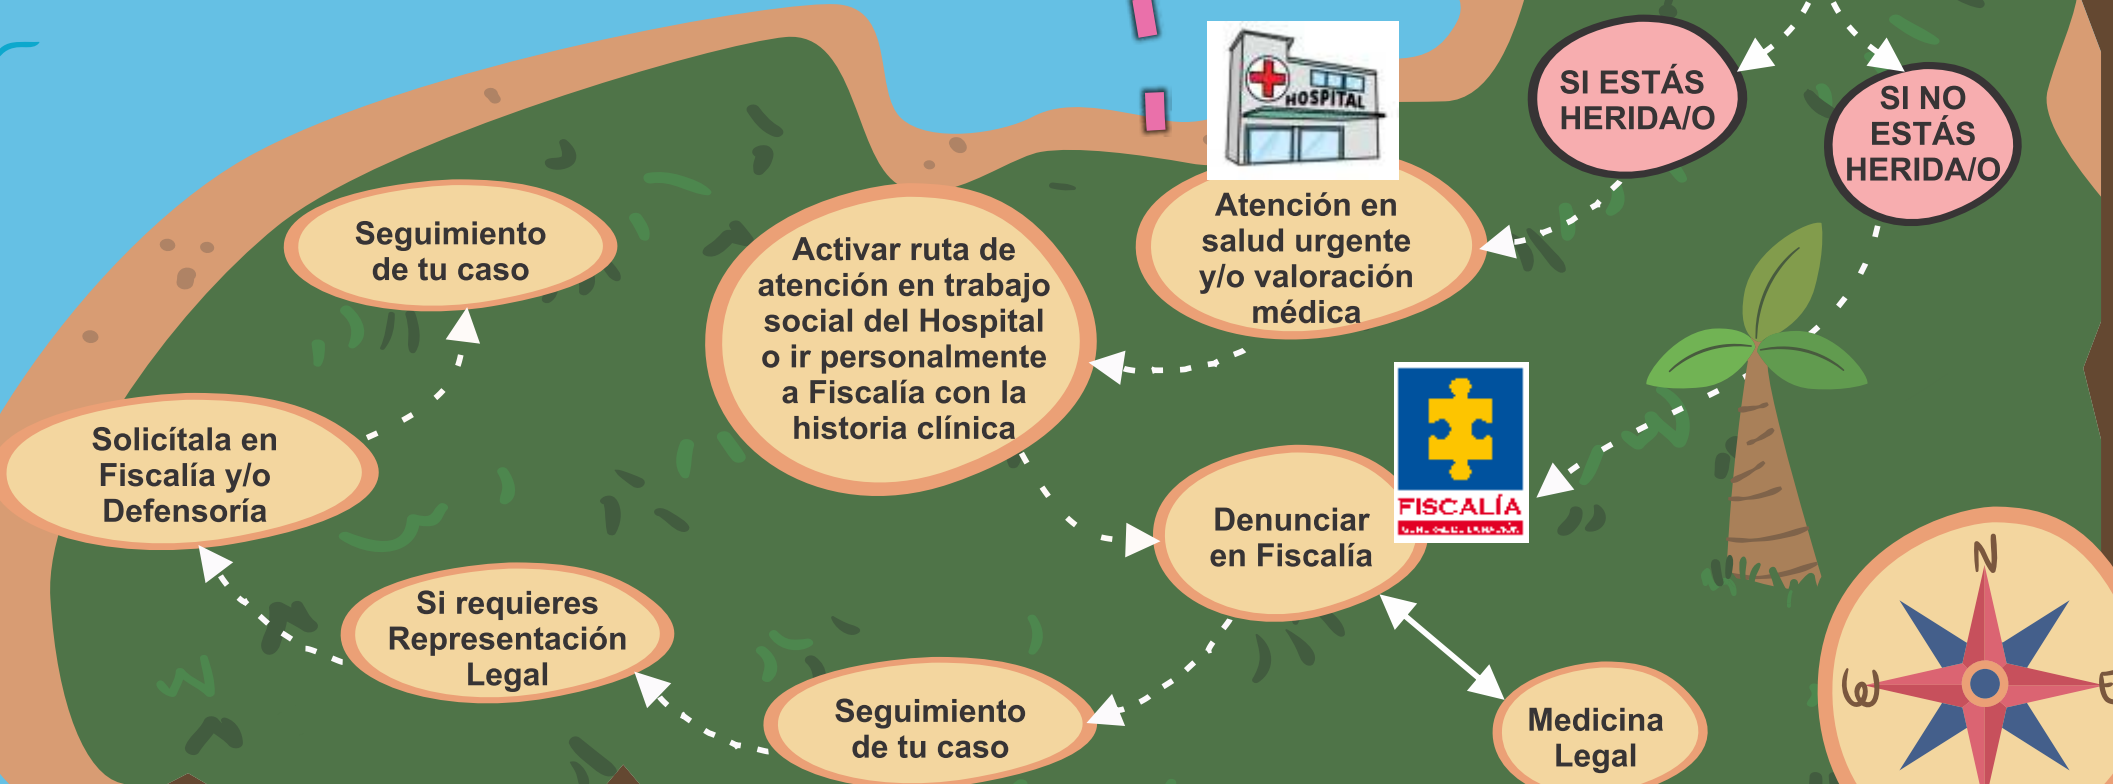 SI ESTÁS
HERIDA/O
SI NO
ESTÁS
HERIDA/O
HOSPITAL
Atención en
salud urgente
y/o valoración
médica
Activar ruta de
atención en trabajo
social del Hospital
o ir personalmente
a Fiscalía con la
historia clínica
FISCALÍA
Denunciar
en Fiscalía
Medicina
Legal
Seguimiento
de tu caso
Si requieres
Representación
Legal
Solicítala en
Fiscalía y/o
Defensoría
Seguimiento
de tu caso
N
W
E